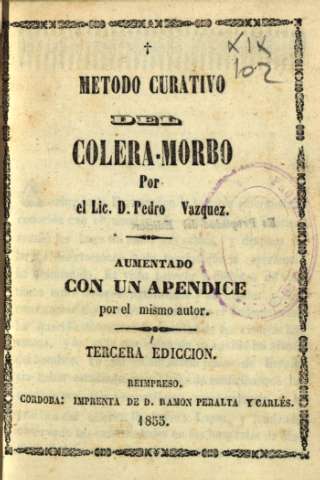 †
XIX
102
METODO CURATIVO
DEL
COLERA-MORBO
Por
el Lic. D. Pedro Vazquez.
AUMENTADO
CON UN APENDICE
por el mismo autor.
TERCERA EDICCION.
REIMPRESO.
CORDOBA: IMPRENTA DE D. RAMON PERALTA Y CARLÉS.
1855.